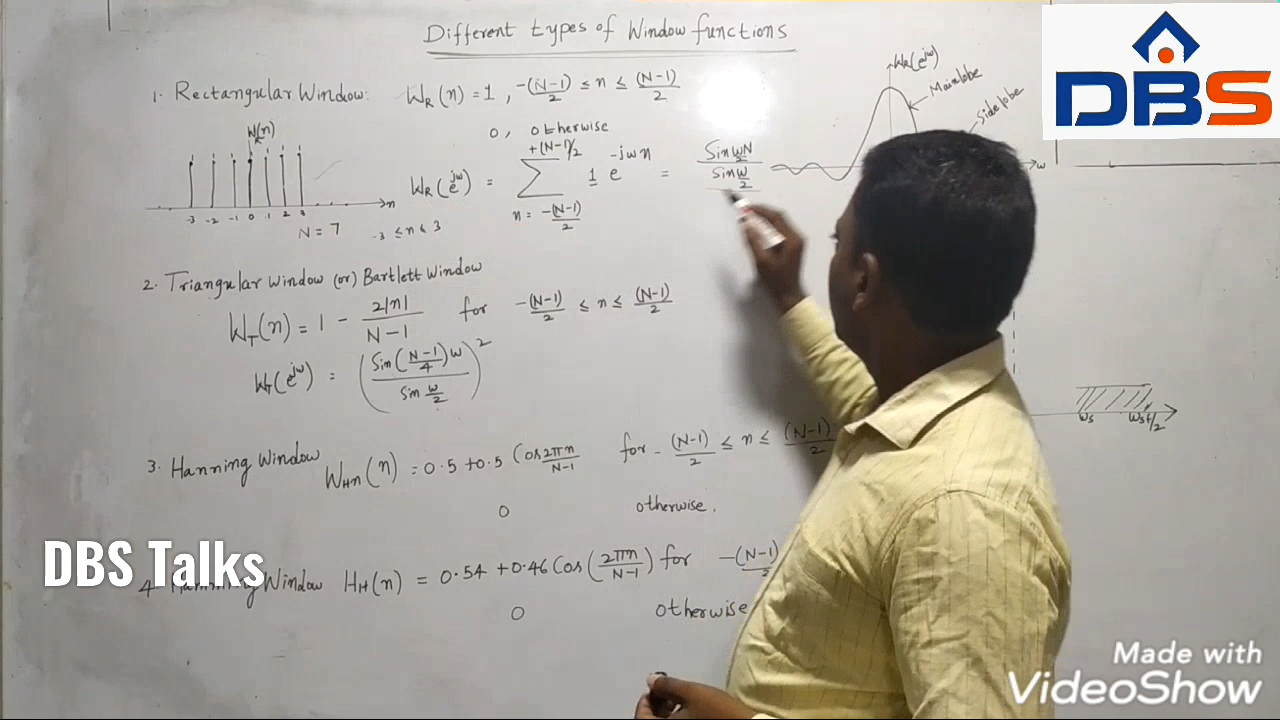 Different types of Window functions
1. Rectangular Window: W_R(n) = 1, -(N-1)/2 ≤ n ≤ (N-1)/2
0, otherwise
W(n)
-3 -2 -1 0 1 2 3 n
N = 7 -3 ≤ n ≤ 3
W_R(e^jω) = ∑ 1 e^-jωn = Sin ωN/2 / Sin ω/2
+(N-1)/2
n = -(N-1)/2
W_R(e^jω)
Mainlobe
Sidelobe
ω
2. Triangular Window (or) Bartlett Window
W_T(n) = 1 - 2|n|/N-1 for -(N-1)/2 ≤ n ≤ (N-1)/2
W_T(e^jω) = (Sin(N-1/4)ω / Sin ω/2)^2
ωs ωsf/2
3. Hanning Window W_Hn(n) = 0.5 + 0.5 Cos 2πn/N-1 for -(N-1)/2 ≤ n ≤ (N-1)/2
0 otherwise.
4. Hamming Window H_H(n) = 0.54 + 0.46 Cos(2πn/N-1) for -(N-1)/2
0 otherwise
DBS
DBS Talks
Made with
VideoShow